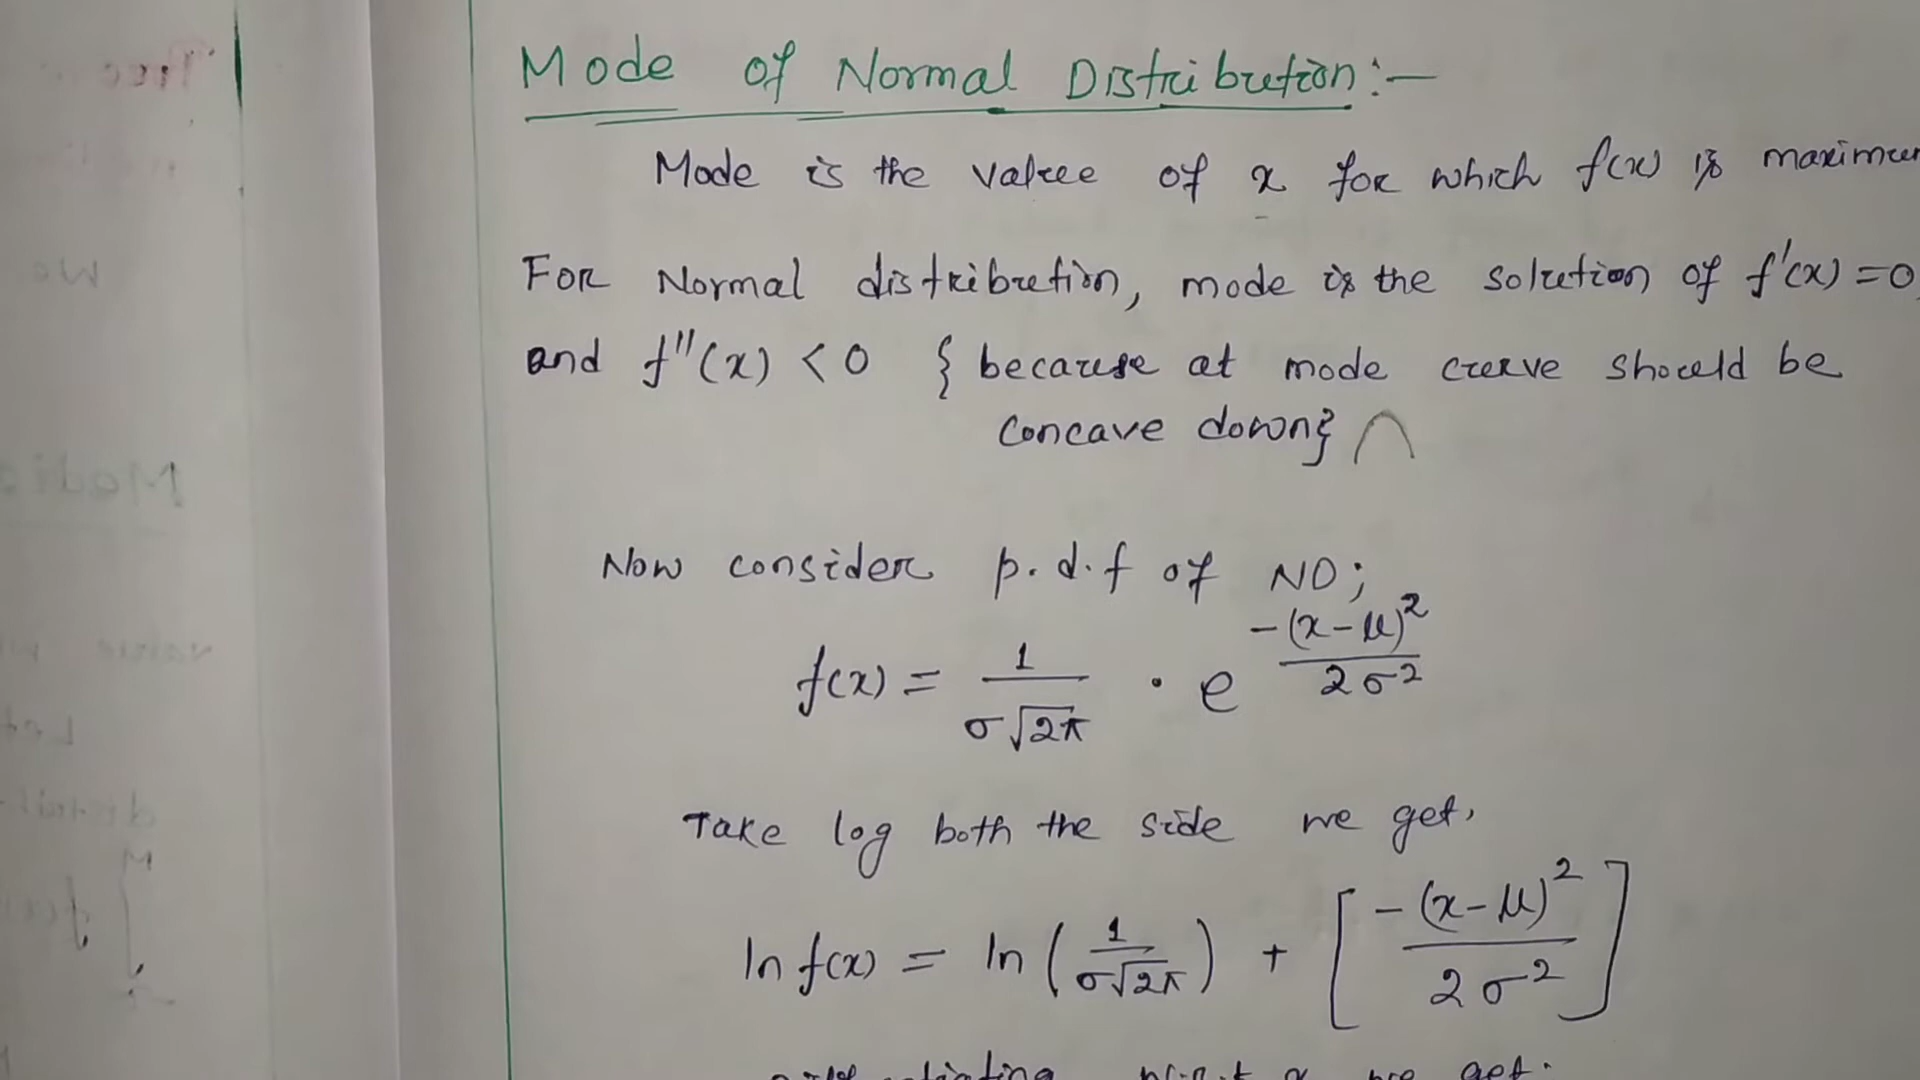 Mode of Normal Distribution:-
Mode is the value of x for which f(x) is
For Normal distribution, mode is the solution of f'(x) = 0,
and f''(x) < 0 { because at mode curve should be
concave down}
Now consider p.d.f of ND;
f(x) = 1/(σ√2π) · e^(-(x-μ)²/2σ²)
Take log both the side we get,
ln f(x) = ln (1/(σ√2π)) + [-(x-μ)²/2σ²]
w.r.t x we get.